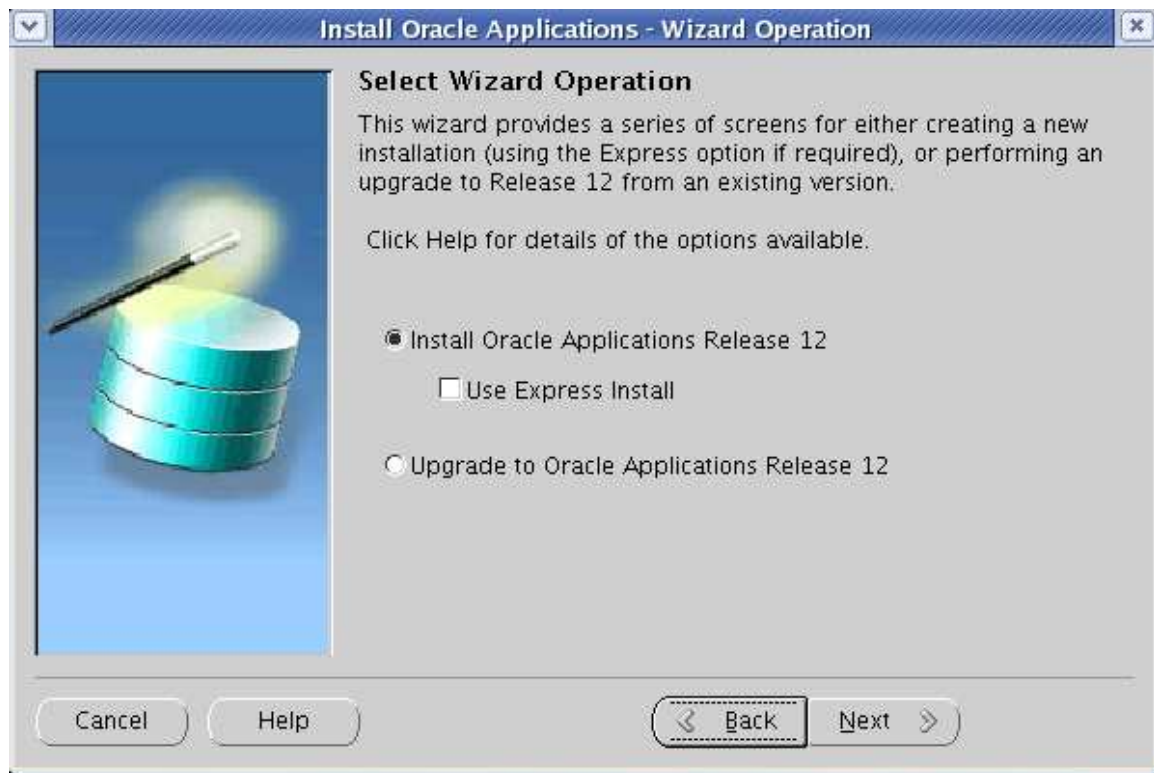 Install Oracle Applications - Wizard Operation
Select Wizard Operation
This wizard provides a series of screens for either creating a new
installation (using the Express option if required), or performing an
upgrade to Release 12 from an existing version.
Click Help for details of the options available.
Install Oracle Applications Release 12
Use Express Install
Upgrade to Oracle Applications Release 12
Cancel Help Back Next